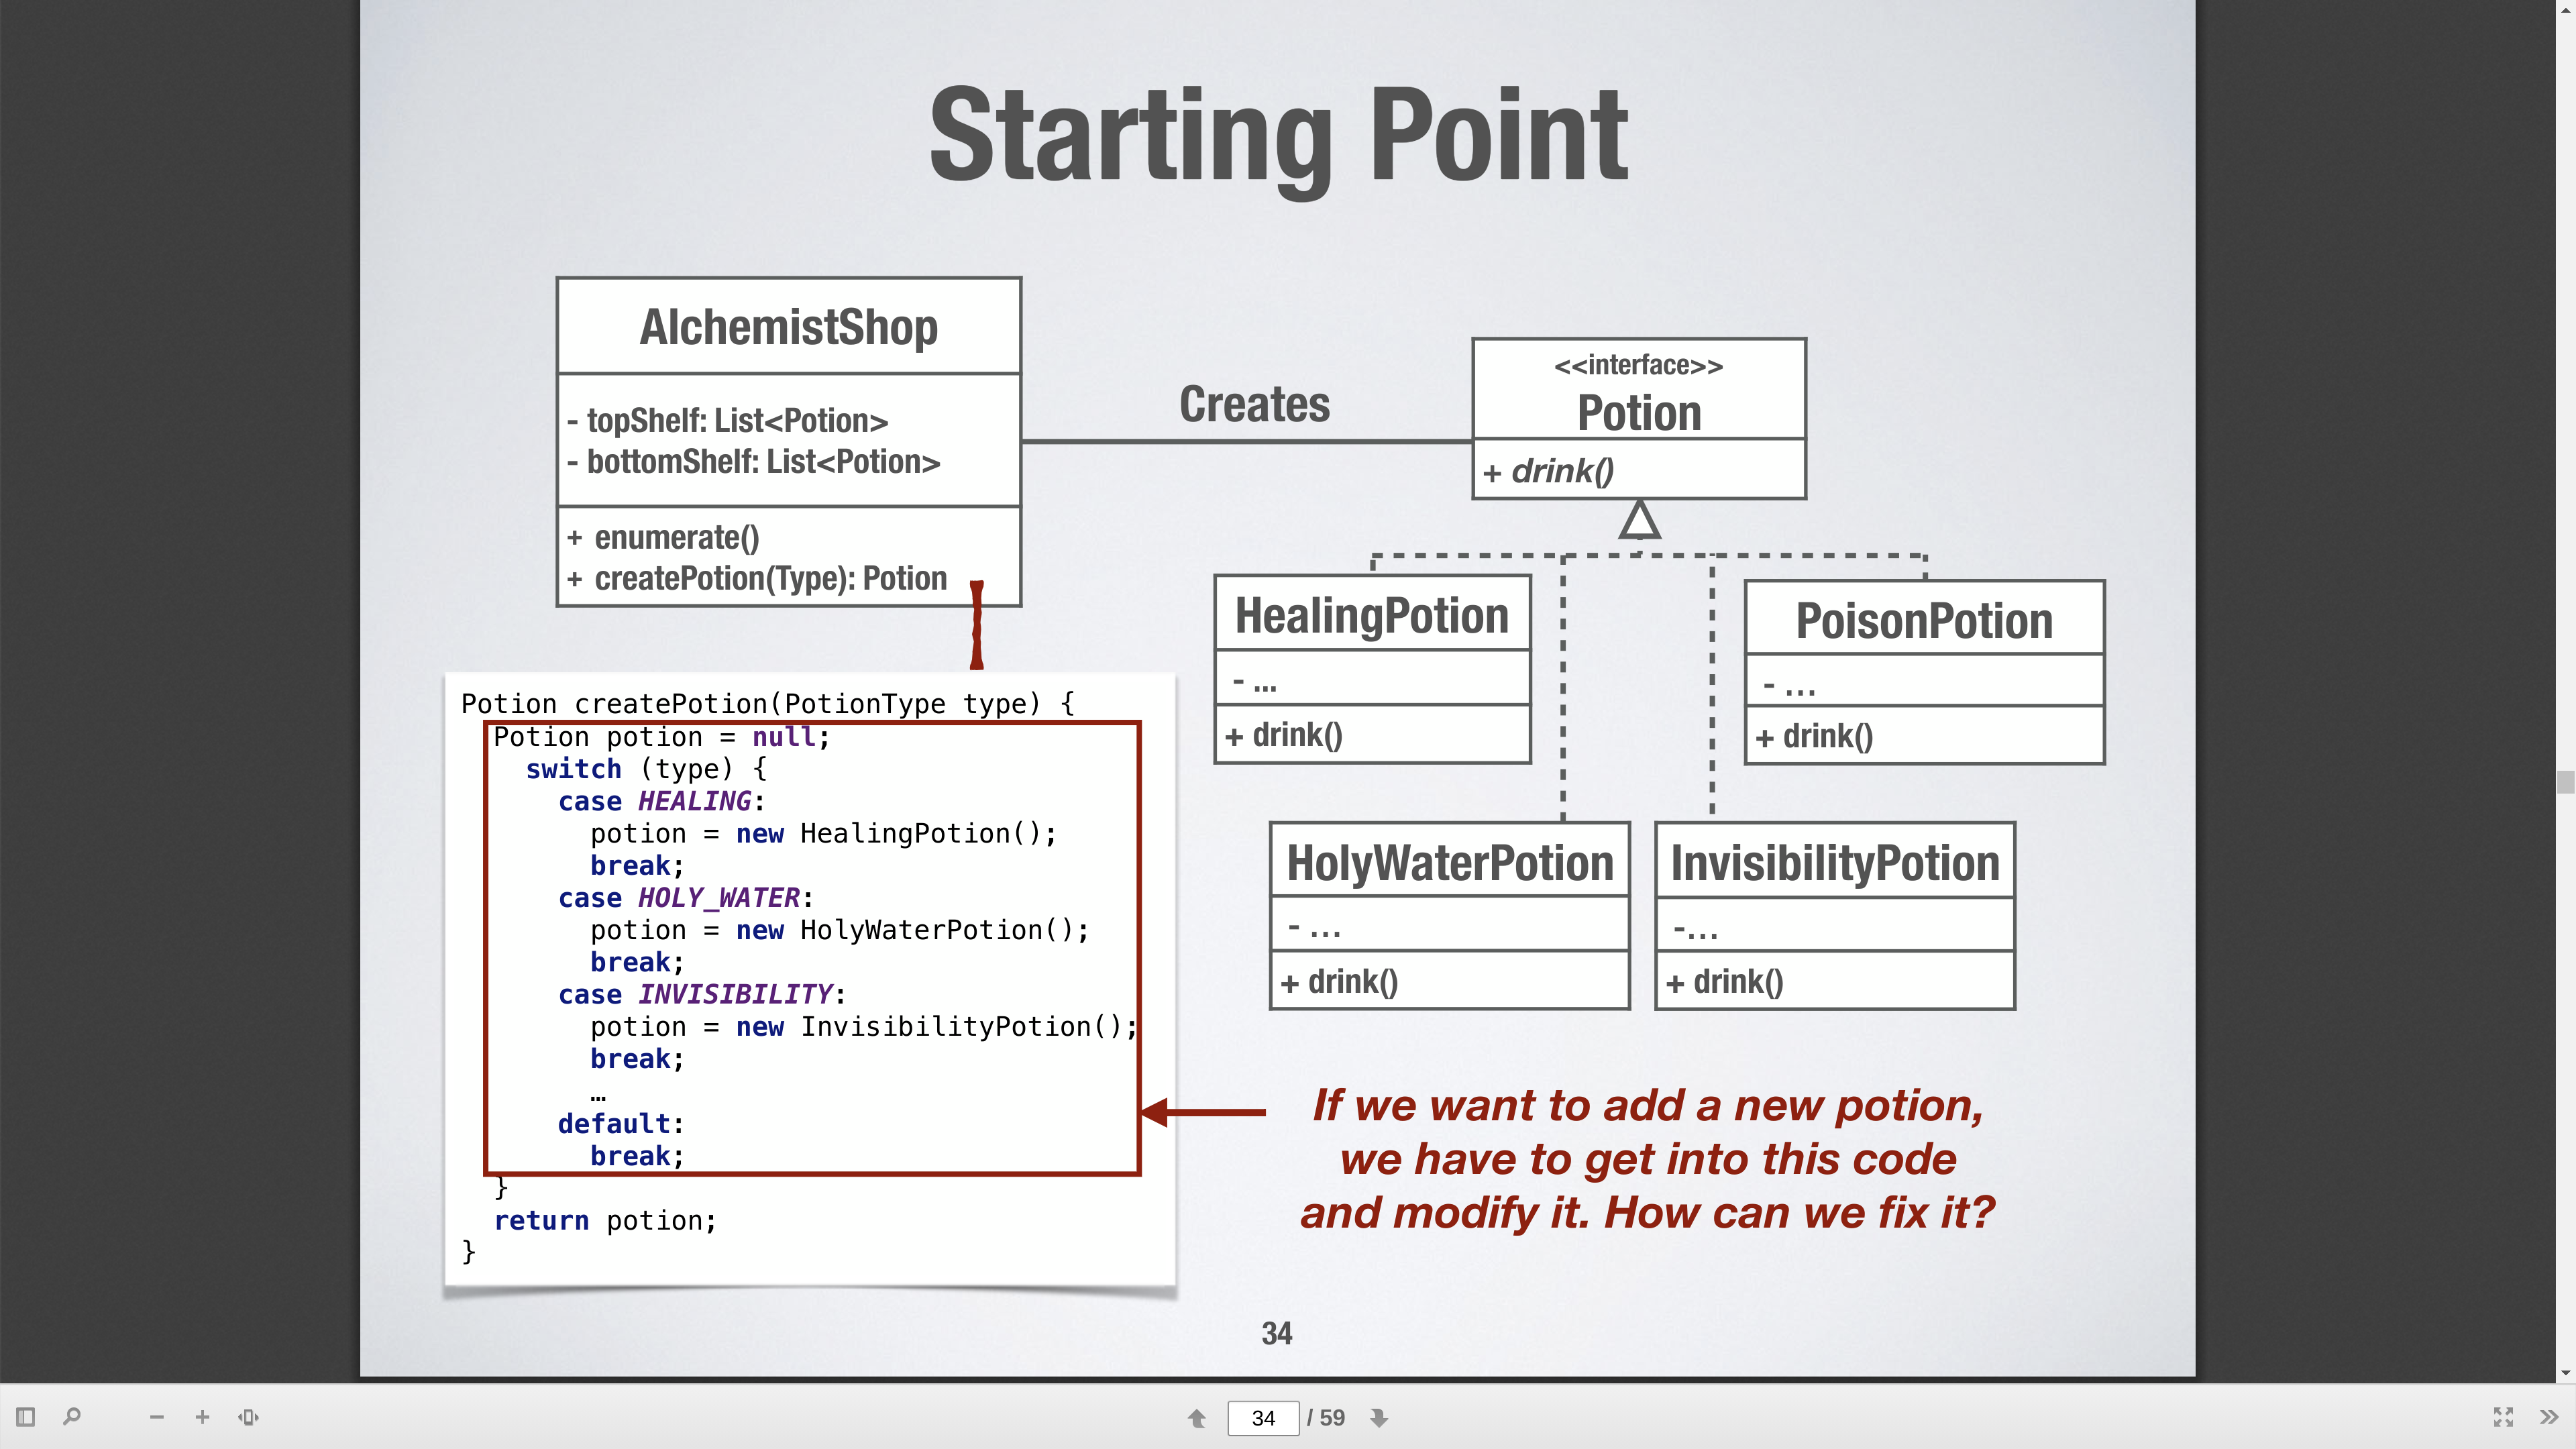 Starting Point
AlchemistShop
- topShelf: List<Potion>
- bottomShelf: List<Potion>
+ enumerate()
+ createPotion(Type): Potion
Creates
<<interface>>
Potion
+ drink()
HealingPotion
- ...
+ drink()
PoisonPotion
- ...
+ drink()
HolyWaterPotion
- ...
+ drink()
InvisibilityPotion
-...
+ drink()
Potion createPotion(PotionType type) {
Potion potion = null;
switch (type) {
case HEALING:
potion = new HealingPotion();
break;
case HOLY_WATER:
potion = new HolyWaterPotion();
break;
case INVISIBILITY:
potion = new InvisibilityPotion();
break;
…
default:
break;
}
return potion;
}
If we want to add a new potion,
we have to get into this code
and modify it. How can we fix it?
34
34 / 59